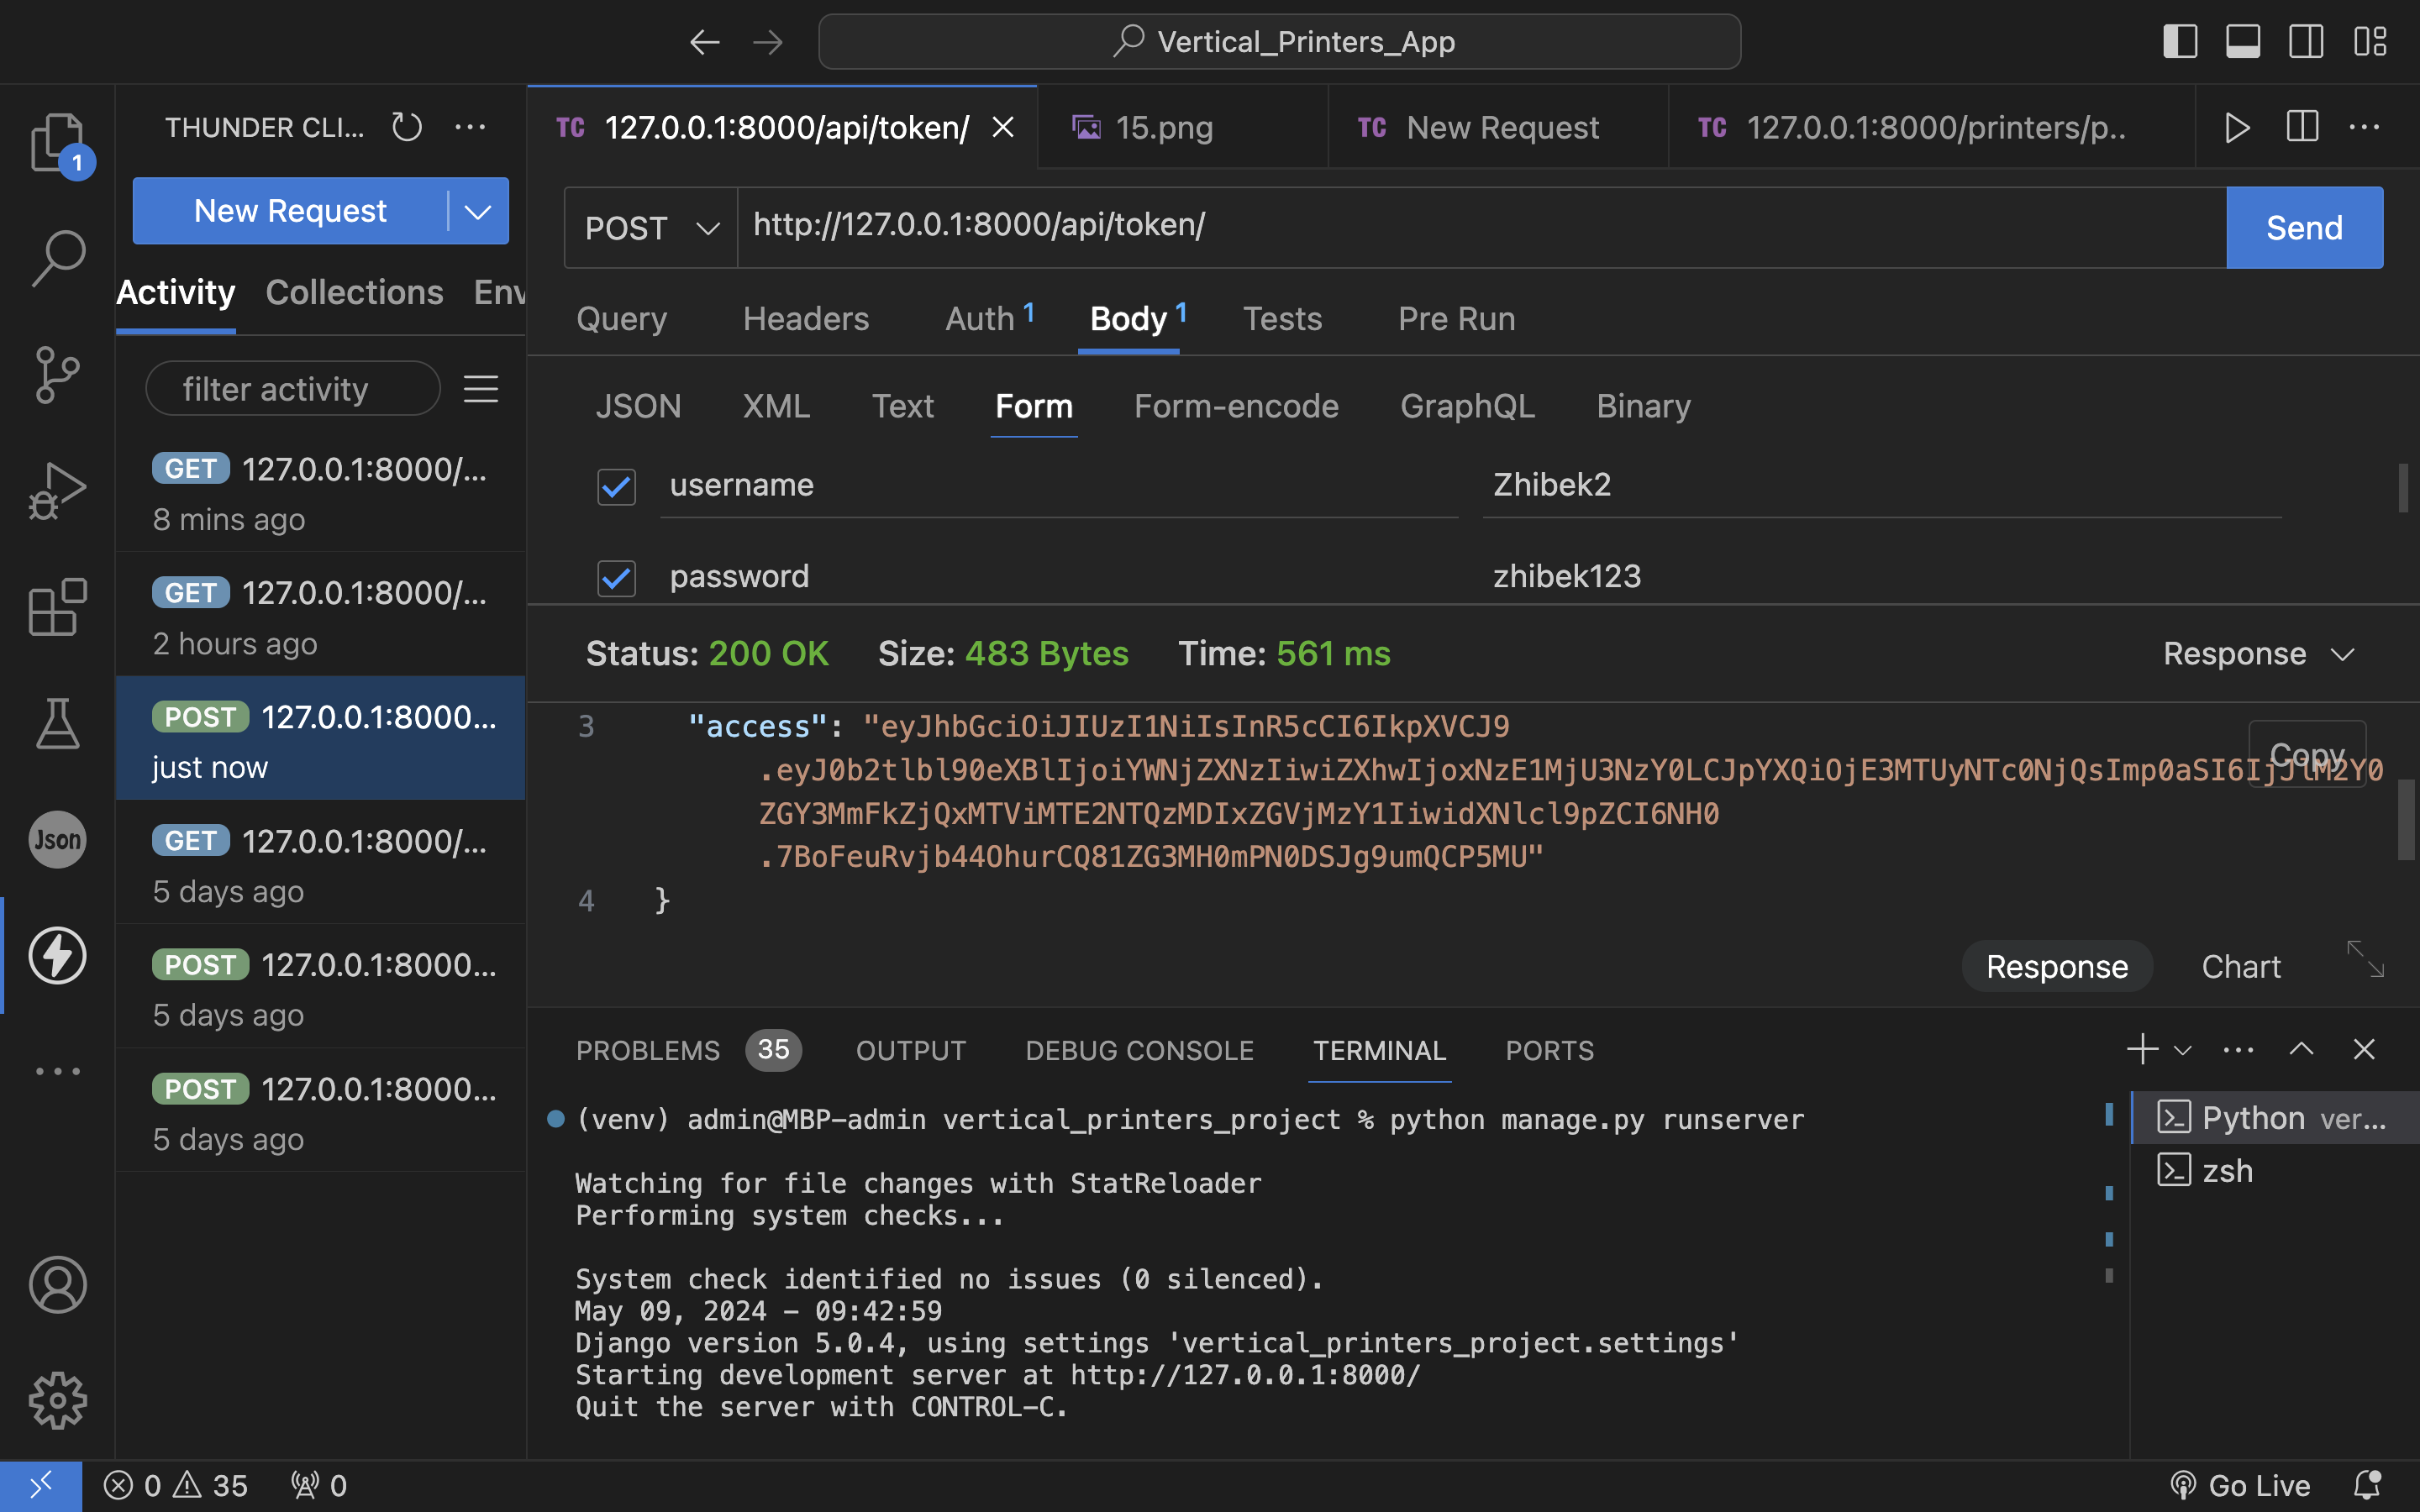 Vertical_Printers_App
THUNDER CLI...
1
New Request
Activity Collections Env
filter activity
GET 127.0.0.1:8000/...
8 mins ago
GET 127.0.0.1:8000/...
2 hours ago
POST 127.0.0.1:8000...
just now
GET 127.0.0.1:8000/...
5 days ago
POST 127.0.0.1:8000...
5 days ago
POST 127.0.0.1:8000...
5 days ago
Json
TC 127.0.0.1:8000/api/token/
15.png
TC New Request
TC 127.0.0.1:8000/printers/p..
POST http://127.0.0.1:8000/api/token/ Send
Query Headers Auth 1 Body 1 Tests Pre Run
JSON XML Text Form Form-encode GraphQL Binary
username Zhibek2
password zhibek123
Status: 200 OK Size: 483 Bytes Time: 561 ms Response
3 "access": "eyJhbGciOiJIUzI1NiIsInR5cCI6IkpXVCJ9
Copy
.eyJ0b2tlbl90eXBlIjoiYWNjZXNzIiwiZXhwIjoxNzE1MjU3NzY0LCJpYXQiOjE3MTUyNTc0NjQsImp0aSI6IjJlM2Y0
ZGY3MmFkZjQxMTViMTE2NTQzMDIxZGVjMzY1IiwidXNlcl9pZCI6NH0
.7BoFeuRvjb44OhurCQ81ZG3MH0mPN0DSJg9umQCP5MU"
4 }
Response Chart
PROBLEMS 35 OUTPUT DEBUG CONSOLE TERMINAL PORTS
(venv) admin@MBP-admin vertical_printers_project % python manage.py runserver
Watching for file changes with StatReloader
Performing system checks...
System check identified no issues (0 silenced).
May 09, 2024 - 09:42:59
Django version 5.0.4, using settings 'vertical_printers_project.settings'
Starting development server at http://127.0.0.1:8000/
Quit the server with CONTROL-C.
Python ver...
zsh
0 35 0
Go Live